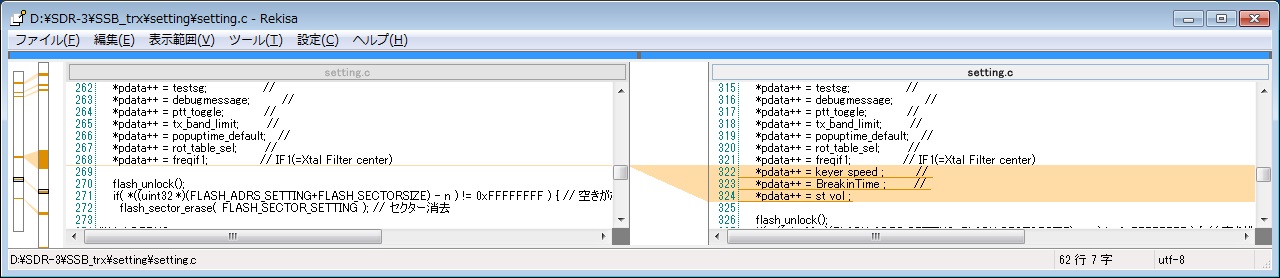 D:¥SDR-3¥SSB_trx¥setting¥setting.c - Rekisa
ファイル(F) 編集(E) 表示範囲(V) ツール(T) 設定(C) ヘルプ(H)
setting.c
262 *pdata++ = testsg; //
263 *pdata++ = debugmessage; //
264 *pdata++ = ptt_toggle; //
265 *pdata++ = tx_band_limit; //
266 *pdata++ = popuptime_default; //
267 *pdata++ = rot_table_sel; //
268 *pdata++ = freqif1; // IF1(=Xtal Filter center)
269
270 flash_unlock();
271 if( *((uint32 *)(FLASH_ADRS_SETTING+FLASH_SECTORSIZE) - n ) != 0xFFFFFFFF ) { // 空きが
272 flash_sector_erase( FLASH_SECTOR_SETTING ); // セクター消去
273
setting.c
315 *pdata++ = testsg; //
316 *pdata++ = debugmessage; //
317 *pdata++ = ptt_toggle; //
318 *pdata++ = tx_band_limit; //
319 *pdata++ = popuptime_default; //
320 *pdata++ = rot_table_sel; //
321 *pdata++ = freqif1; // IF1(=Xtal Filter center)
322 *pdata++ = keyer_speed ; //
323 *pdata++ = BreakinTime ; //
324 *pdata++ = st_vol ;
325
326 flash_unlock();
D:¥SDR-3¥SSB_trx¥setting¥setting.c 62 行 7 字 utf-8